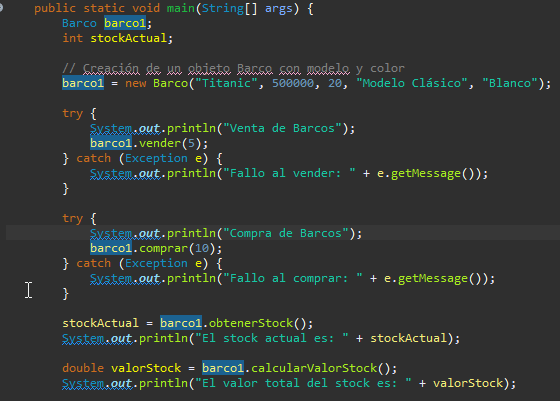 public static void main(String[] args) {
Barco barco1;
int stockActual;
// Creación de un objeto Barco con modelo y color
barco1 = new Barco("Titanic", 500000, 20, "Modelo Clásico", "Blanco");
try {
System.out.println("Venta de Barcos");
barco1.vender(5);
} catch (Exception e) {
System.out.println("Fallo al vender: " + e.getMessage());
}
try {
System.out.println("Compra de Barcos");
barco1.comprar(10);
} catch (Exception e) {
System.out.println("Fallo al comprar: " + e.getMessage());
}
stockActual = barco1.obtenerStock();
System.out.println("El stock actual es: " + stockActual);
double valorStock = barco1.calcularValorStock();
System.out.println("El valor total del stock es: " + valorStock);